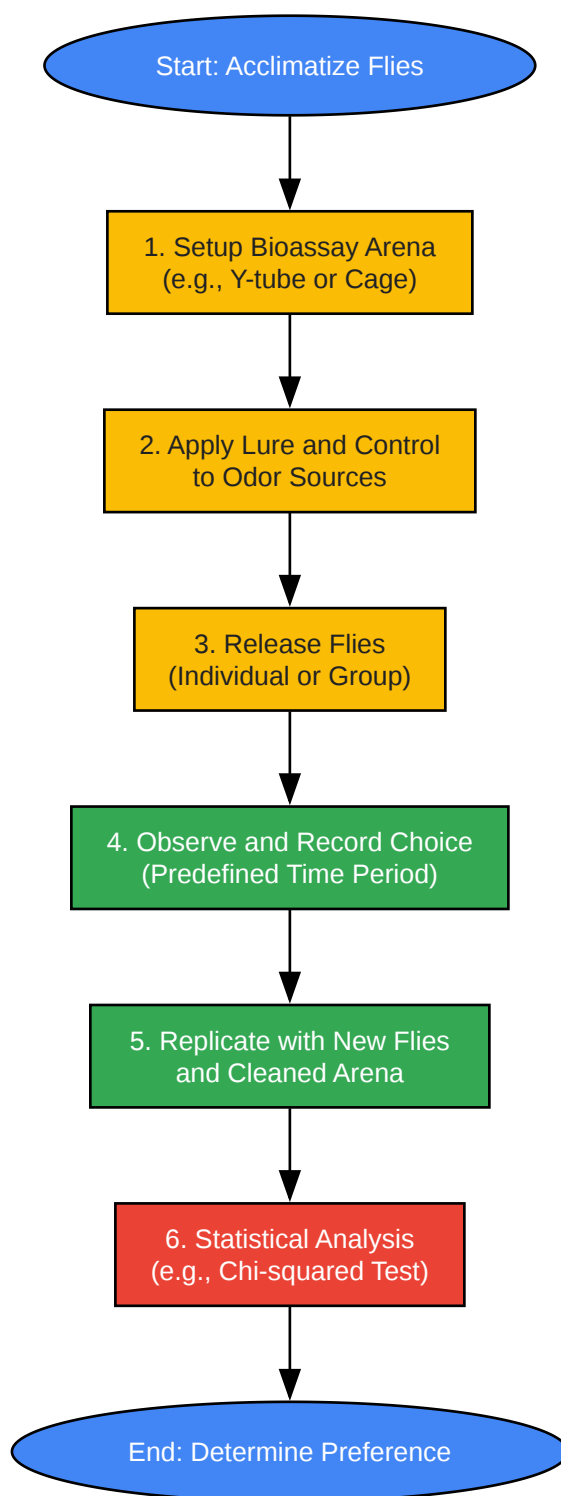 Start: Acclimatize Flies
1. Setup Bioassay Arena
(e.g., Y-tube or Cage)
2. Apply Lure and Control
to Odor Sources
3. Release Flies
(Individual or Group)
4. Observe and Record Choice
(Predefined Time Period)
5. Replicate with New Flies
and Cleaned Arena
6. Statistical Analysis
(e.g., Chi-squared Test)
End: Determine Preference